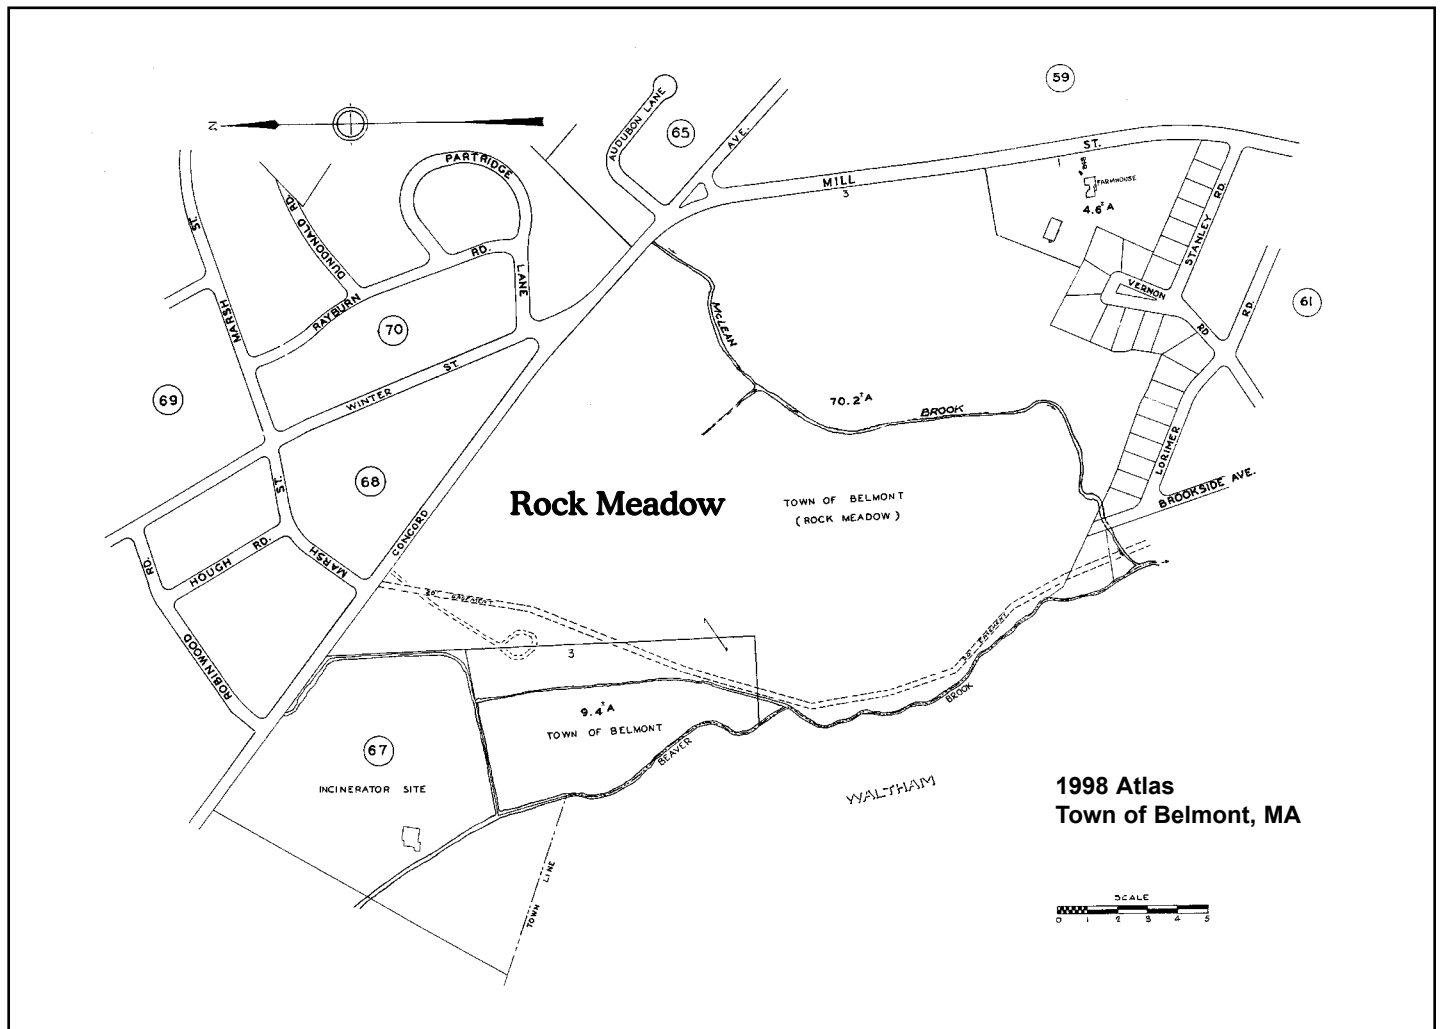 59
65
AUDUBON LANE
AVE.
N
PARTRIDGE
LANE
ST.
MILL
3
1
FARMHOUSE
4.6± A
STANLEY RD.
VERNON
RD
61
RD.
ST.
MARSH
DUNDONALD RD.
RAYBURN
RD.
70
WINTER ST.
69
McLEAN
BROOK
70.2± A
LORIMER
BROOKSIDE AVE.
68
ST.
MARSH
HOUGH RD.
RD.
ROBINWOOD
CONCORD
Rock Meadow
TOWN OF BELMONT
(ROCK MEADOW)
20' EASEMENT
3
9.4± A
TOWN OF BELMONT
BEAVER
BROOK
67
INCINERATOR SITE
WALTHAM
TOWN LINE
1998 Atlas
Town of Belmont, MA
SCALE
0 1 2 3 4 5